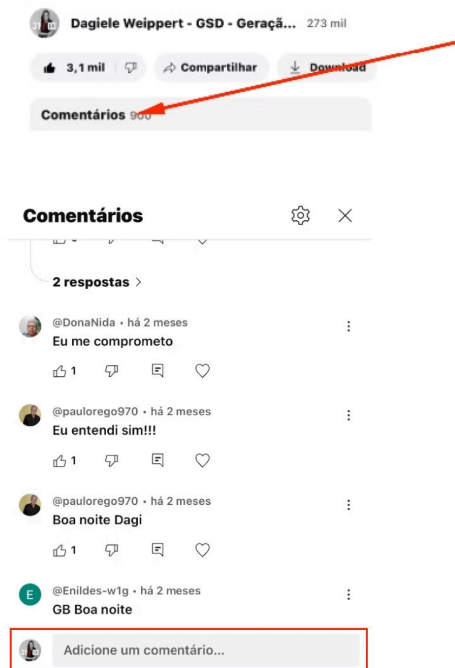 Dagiele Weippert - GSD - Geraçã... 273 mil
3,1 mil Compartilhar Download
Comentários 900
Comentários
2 respostas >
@DonaNida • há 2 meses
Eu me comprometo
1
@paulorego970 • há 2 meses
Eu entendi sim!!!
1
@paulorego970 • há 2 meses
Boa noite Dagi
1
E @Enildes-w1g • há 2 meses
GB Boa noite
Adicione um comentário...